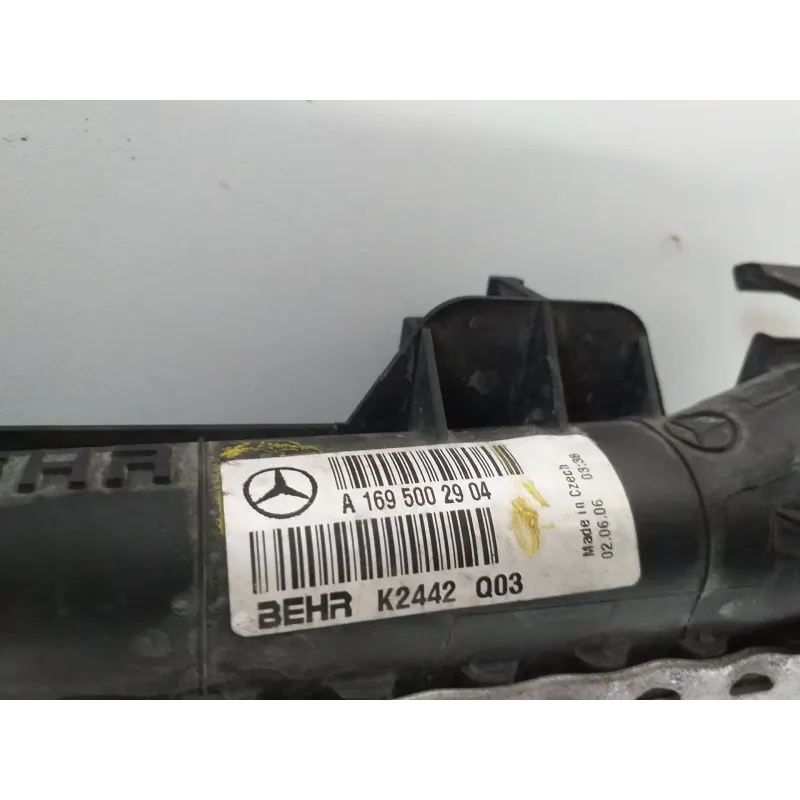 A 169 500 29 04
BEHR K2442 Q03
Made in Czech
02.06.06 03:38